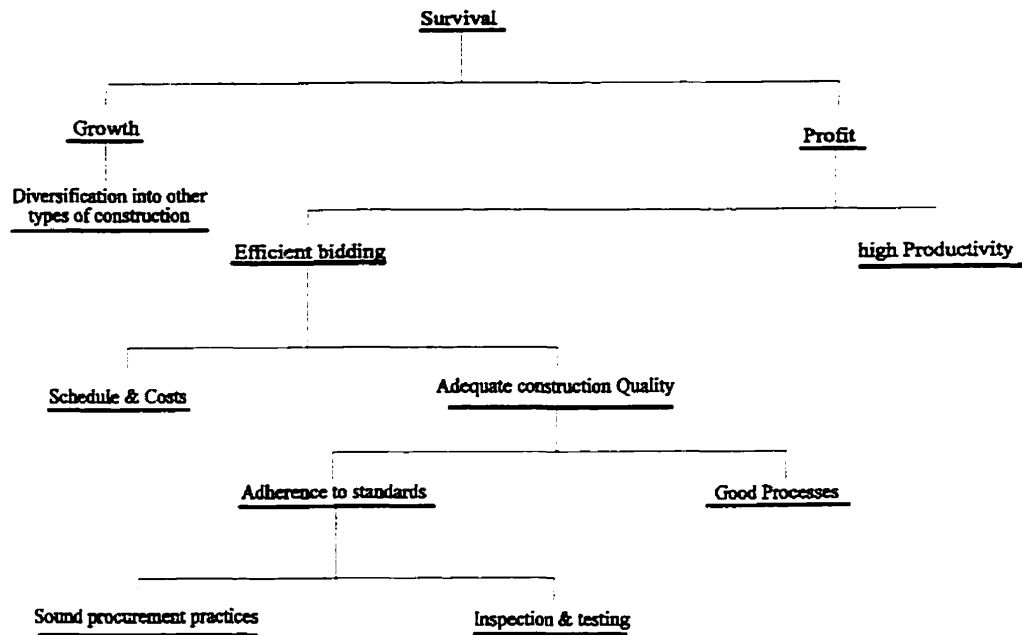 Survival
Growth
Profit
Diversification into other
types of construction
Efficient bidding
high Productivity
Schedule & Costs
Adequate construction Quality
Adherence to standards
Good Processes
Sound procurement practices
Inspection & testing